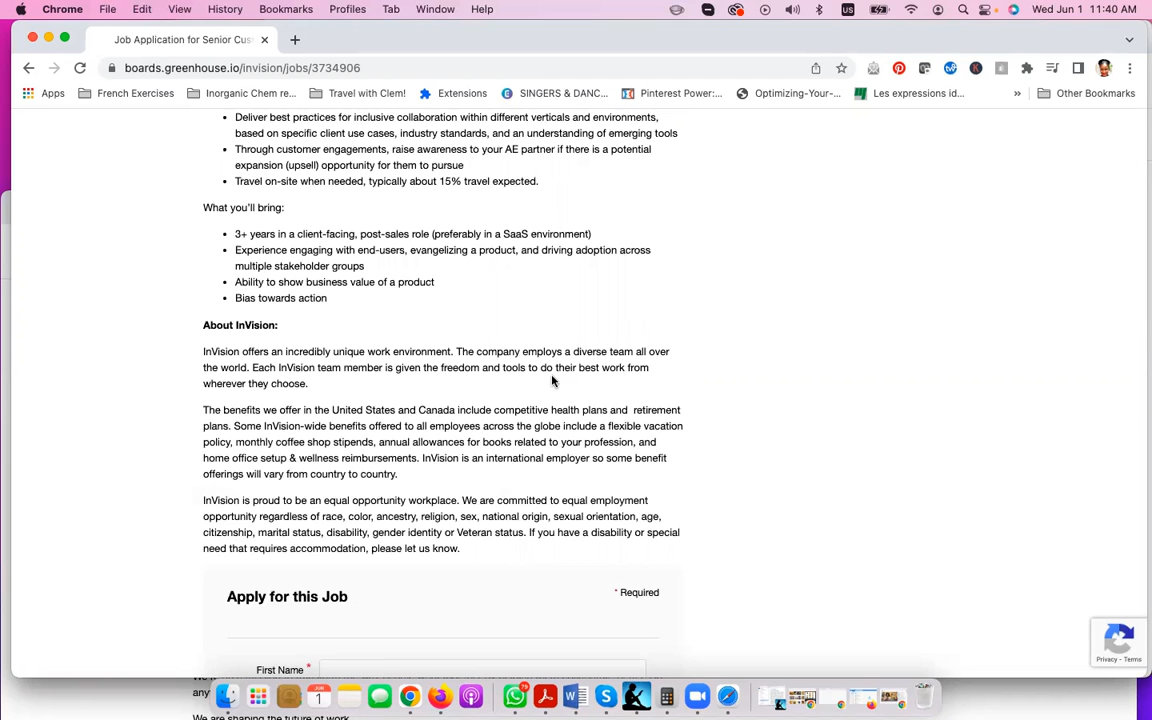 Chrome File Edit View History Bookmarks Profiles Tab Window Help US Wed Jun 1 11:40 AM
Job Application for Senior Cus
boards.greenhouse.io/invision/jobs/3734906
Apps French Exercises Inorganic Chem re... Travel with Clem! Extensions SINGERS & DANC... Pinterest Power:... Optimizing-Your-... Les expressions id... » Other Bookmarks
• Deliver best practices for inclusive collaboration within different verticals and environments,
based on specific client use cases, industry standards, and an understanding of emerging tools
• Through customer engagements, raise awareness to your AE partner if there is a potential
expansion (upsell) opportunity for them to pursue
• Travel on-site when needed, typically about 15% travel expected.
What you'll bring:
• 3+ years in a client-facing, post-sales role (preferably in a SaaS environment)
• Experience engaging with end-users, evangelizing a product, and driving adoption across
multiple stakeholder groups
• Ability to show business value of a product
• Bias towards action
About InVision:
InVision offers an incredibly unique work environment. The company employs a diverse team all over
the world. Each InVision team member is given the freedom and tools to do their best work from
wherever they choose.
The benefits we offer in the United States and Canada include competitive health plans and retirement
plans. Some InVision-wide benefits offered to all employees across the globe include a flexible vacation
policy, monthly coffee shop stipends, annual allowances for books related to your profession, and
home office setup & wellness reimbursements. InVision is an international employer so some benefit
offerings will vary from country to country.
InVision is proud to be an equal opportunity workplace. We are committed to equal employment
opportunity regardless of race, color, ancestry, religion, sex, national origin, sexual orientation, age,
citizenship, marital status, disability, gender identity or Veteran status. If you have a disability or special
need that requires accommodation, please let us know.
Apply for this Job
* Required
First Name *
Privacy - Terms
We are shaping the future of work